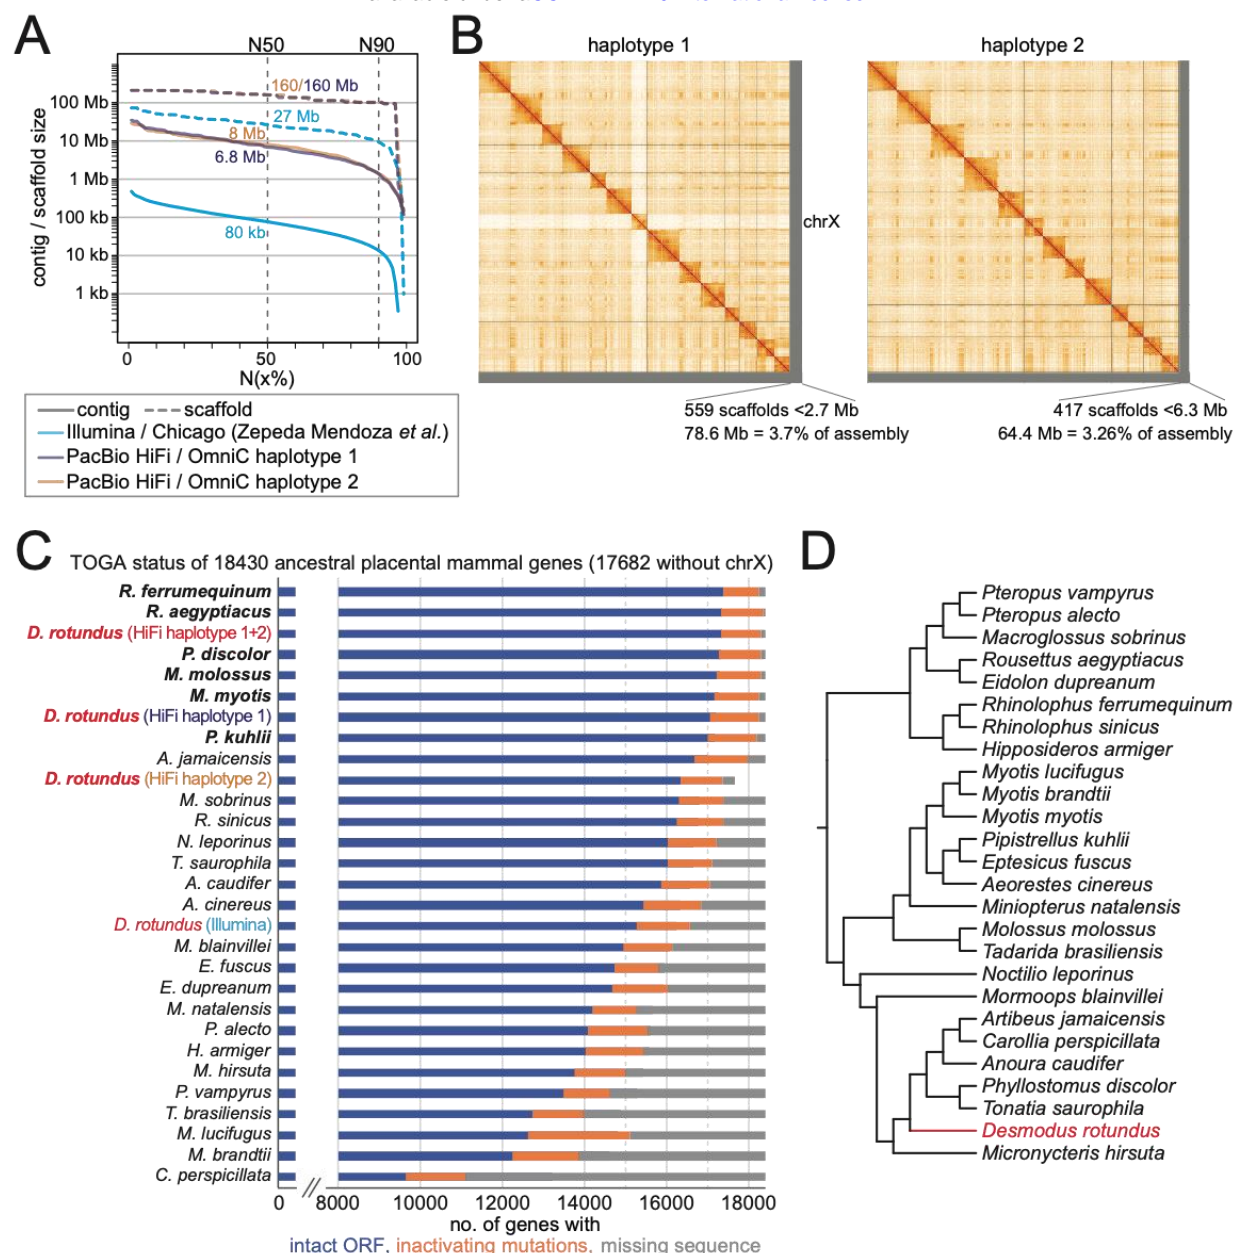 A
B
N50
N90
haplotype 1
haplotype 2
contig / scaffold size
100 Mb
10 Mb
1 Mb
100 kb
10 kb
1 kb
160/160 Mb
27 Mb
8 Mb
6.8 Mb
80 kb
chrX
0
50
100
N(x%)
559 scaffolds <2.7 Mb
78.6 Mb = 3.7% of assembly
417 scaffolds <6.3 Mb
64.4 Mb = 3.26% of assembly
contig scaffold
Illumina / Chicago (Zepeda Mendoza et al.)
PacBio HiFi / OmniC haplotype 1
PacBio HiFi / OmniC haplotype 2
C
TOGA status of 18430 ancestral placental mammal genes (17682 without chrX)
R. ferrumequinum
R. aegyptiacus
D. rotundus (HiFi haplotype 1+2)
P. discolor
M. molossus
M. myotis
D. rotundus (HiFi haplotype 1)
P. kuhlii
A. jamaicensis
D. rotundus (HiFi haplotype 2)
M. sobrinus
R. sinicus
N. leporinus
T. saurophila
A. caudifer
A. cinereus
D. rotundus (Illumina)
M. blainvillei
E. fuscus
E. dupreanum
M. natalensis
P. alecto
H. armiger
M. hirsuta
P. vampyrus
T. brasiliensis
M. lucifugus
M. brandtii
C. perspicillata
0 // 8000 10000 12000 14000 16000 18000
no. of genes with
intact ORF, inactivating mutations, missing sequence
D
Pteropus vampyrus
Pteropus alecto
Macroglossus sobrinus
Rousettus aegyptiacus
Eidolon dupreanum
Rhinolophus ferrumequinum
Rhinolophus sinicus
Hipposideros armiger
Myotis lucifugus
Myotis brandtii
Myotis myotis
Pipistrellus kuhlii
Eptesicus fuscus
Aeorestes cinereus
Miniopterus natalensis
Molossus molossus
Tadarida brasiliensis
Noctilio leporinus
Mormoops blainvillei
Artibeus jamaicensis
Carollia perspicillata
Anoura caudifer
Phyllostomus discolor
Tonatia saurophila
Desmodus rotundus
Micronycteris hirsuta